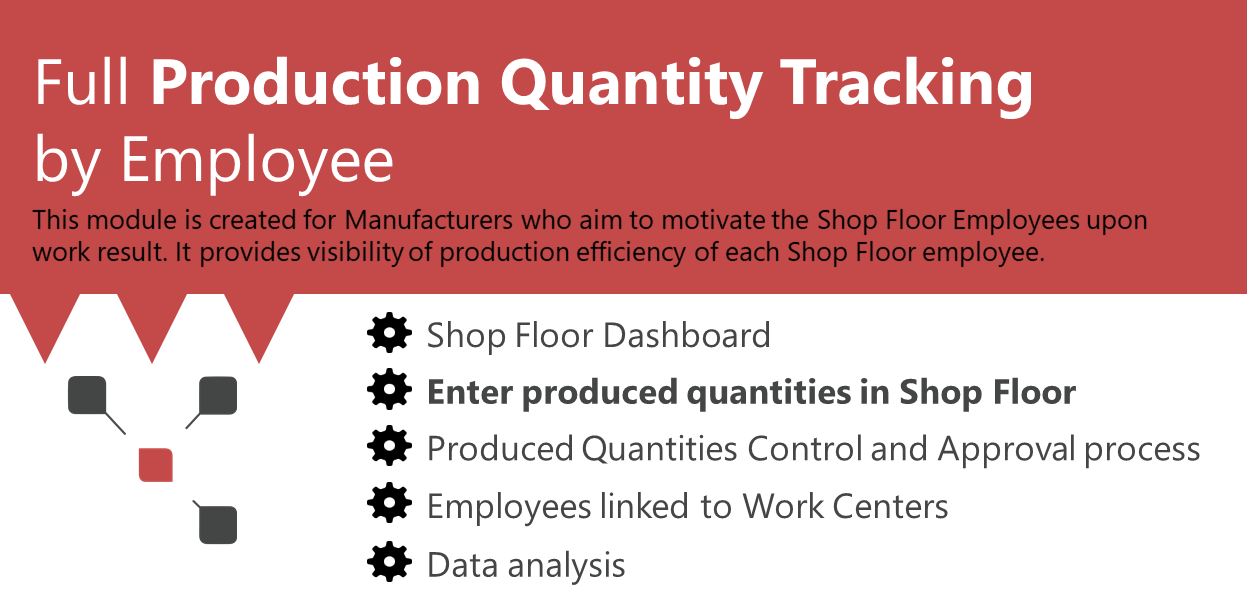 Full Production Quantity Tracking
by Employee
This module is created for Manufacturers who aim to motivate the Shop Floor Employees upon
work result. It provides visibility of production efficiency of each Shop Floor employee.
Shop Floor Dashboard
Enter produced quantities in Shop Floor
Produced Quantities Control and Approval process
Employees linked to Work Centers
Data analysis